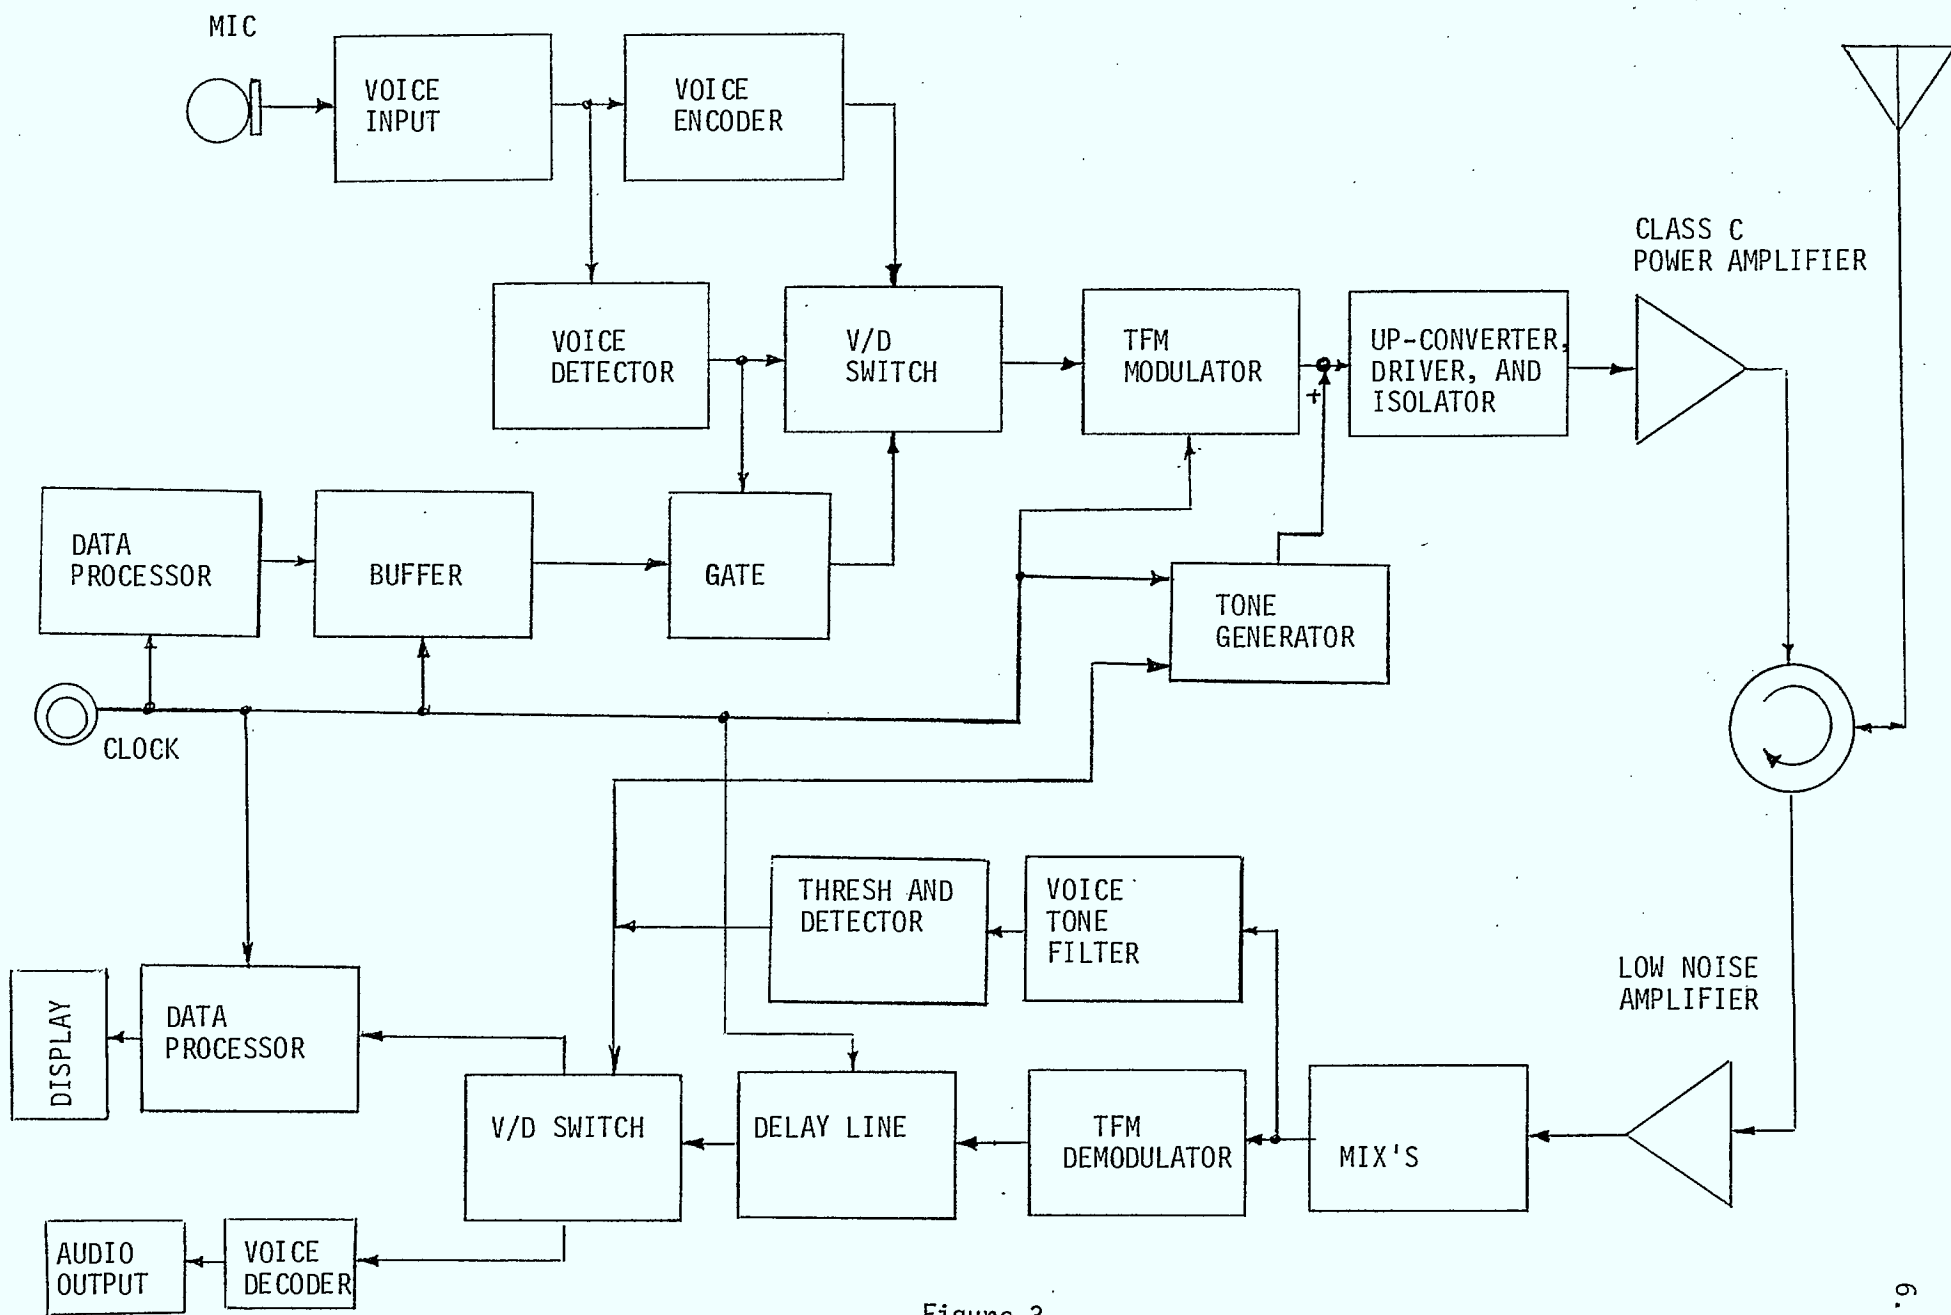 MIC
VOICE
INPUT
VOICE
ENCODER
CLASS C
POWER AMPLIFIER
VOICE
DETECTOR
V/D
SWITCH
TFM
MODULATOR
+
UP-CONVERTER,
DRIVER, AND
ISOLATOR
DATA
PROCESSOR
BUFFER
GATE
TONE
GENERATOR
CLOCK
THRESH AND
DETECTOR
VOICE
TONE
FILTER
LOW NOISE
AMPLIFIER
DISPLAY
DATA
PROCESSOR
V/D SWITCH
DELAY LINE
TFM
DEMODULATOR
MIX'S
AUDIO
OUTPUT
VOICE
DECODER
6.
Figure 3